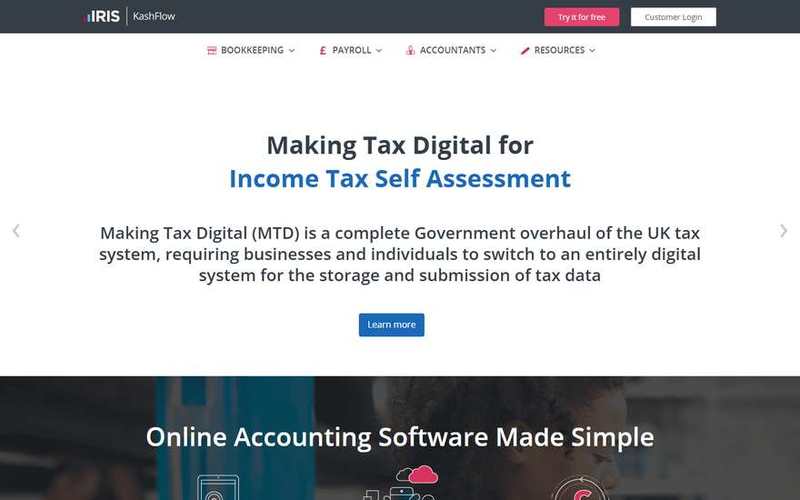 IRIS KashFlow
Try it for free
Customer Login
BOOKKEEPING
PAYROLL
ACCOUNTANTS
RESOURCES
Making Tax Digital for
Income Tax Self Assessment
Making Tax Digital (MTD) is a complete Government overhaul of the UK tax
system, requiring businesses and individuals to switch to an entirely digital
system for the storage and submission of tax data
Learn more
Online Accounting Software Made Simple